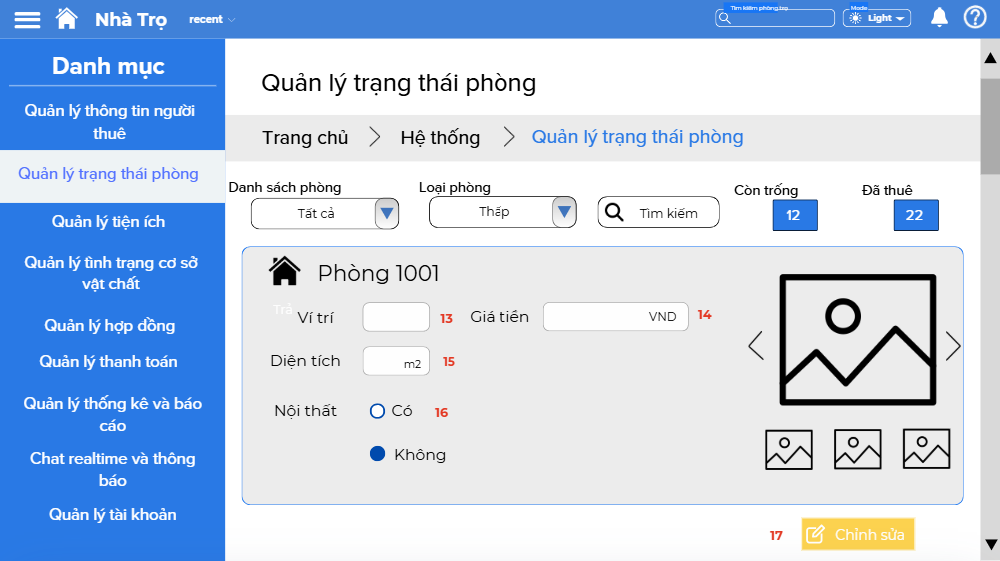 Nhà Trọ
recent
Tìm kiếm phòng trọ
Mode
Light
Danh mục
Quản lý thông tin người
thuê
Quản lý trạng thái phòng
Quản lý tiện ích
Quản lý tình trạng cơ sở
vật chất
Quản lý hợp đồng
Quản lý thanh toán
Quản lý thống kê và báo
cáo
Chat realtime và thông
báo
Quản lý tài khoản
Quản lý trạng thái phòng
Trang chủ Hệ thống Quản lý trạng thái phòng
Danh sách phòng Loại phòng Còn trống Đã thuê
Tất cả Thấp Tìm kiếm 12 22
Phòng 1001
Trả
Ví trí 13 Giá tiền VND 14
Diện tích m2 15
Nội thất Có 16
Không
17 Chỉnh sửa